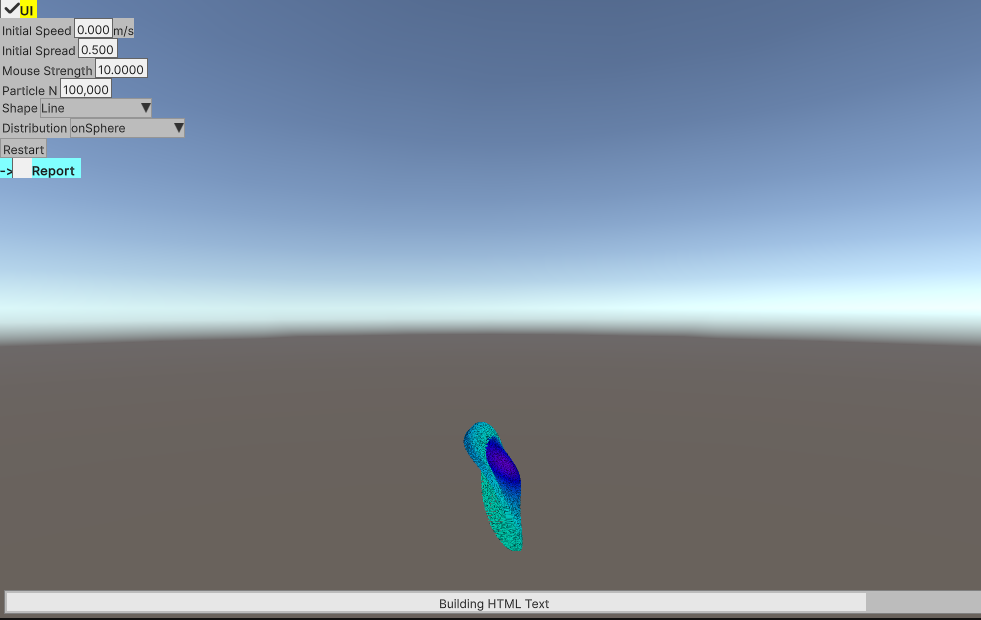 UI
Initial Speed 0.000 m/s
Initial Spread 0.500
Mouse Strength 10.0000
Particle N 100,000
Shape Line
Distribution onSphere
Restart
-> Report
Building HTML Text